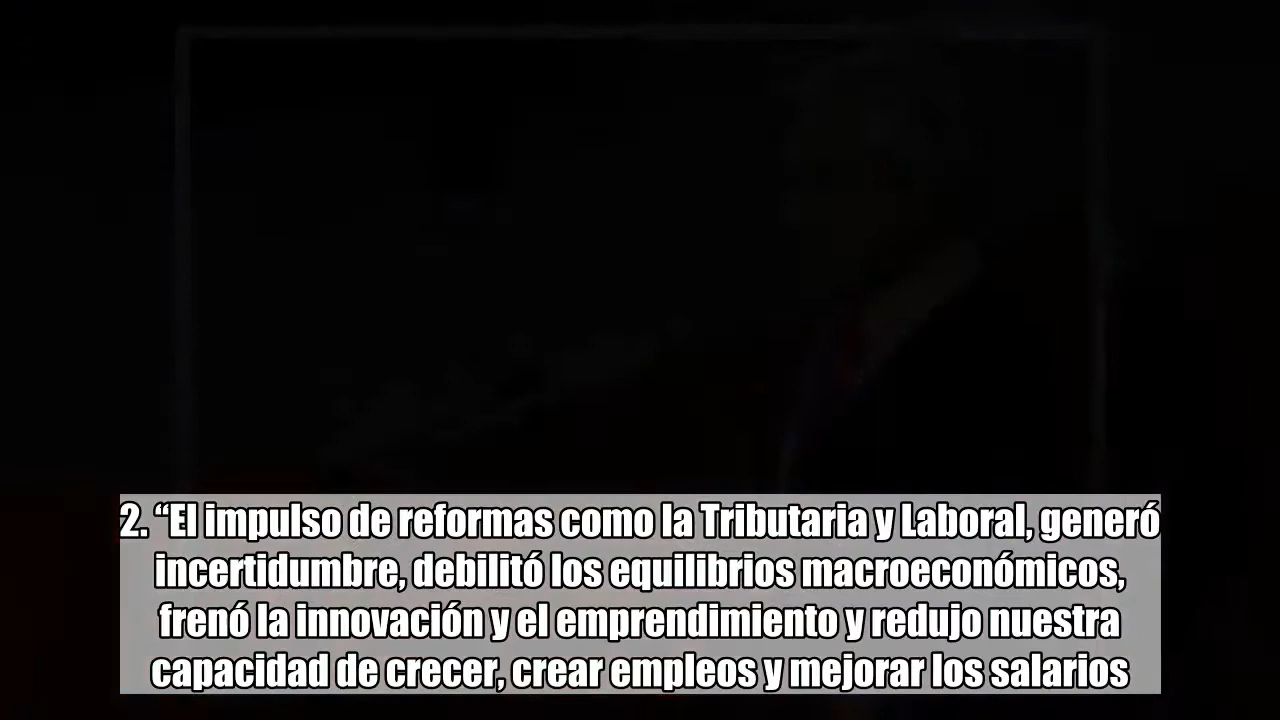 2. “El impulso de reformas como la Tributaria y Laboral, generó
incertidumbre, debilitó los equilibrios macroeconómicos,
frenó la innovación y el emprendimiento y redujo nuestra
capacidad de crecer, crear empleos y mejorar los salarios